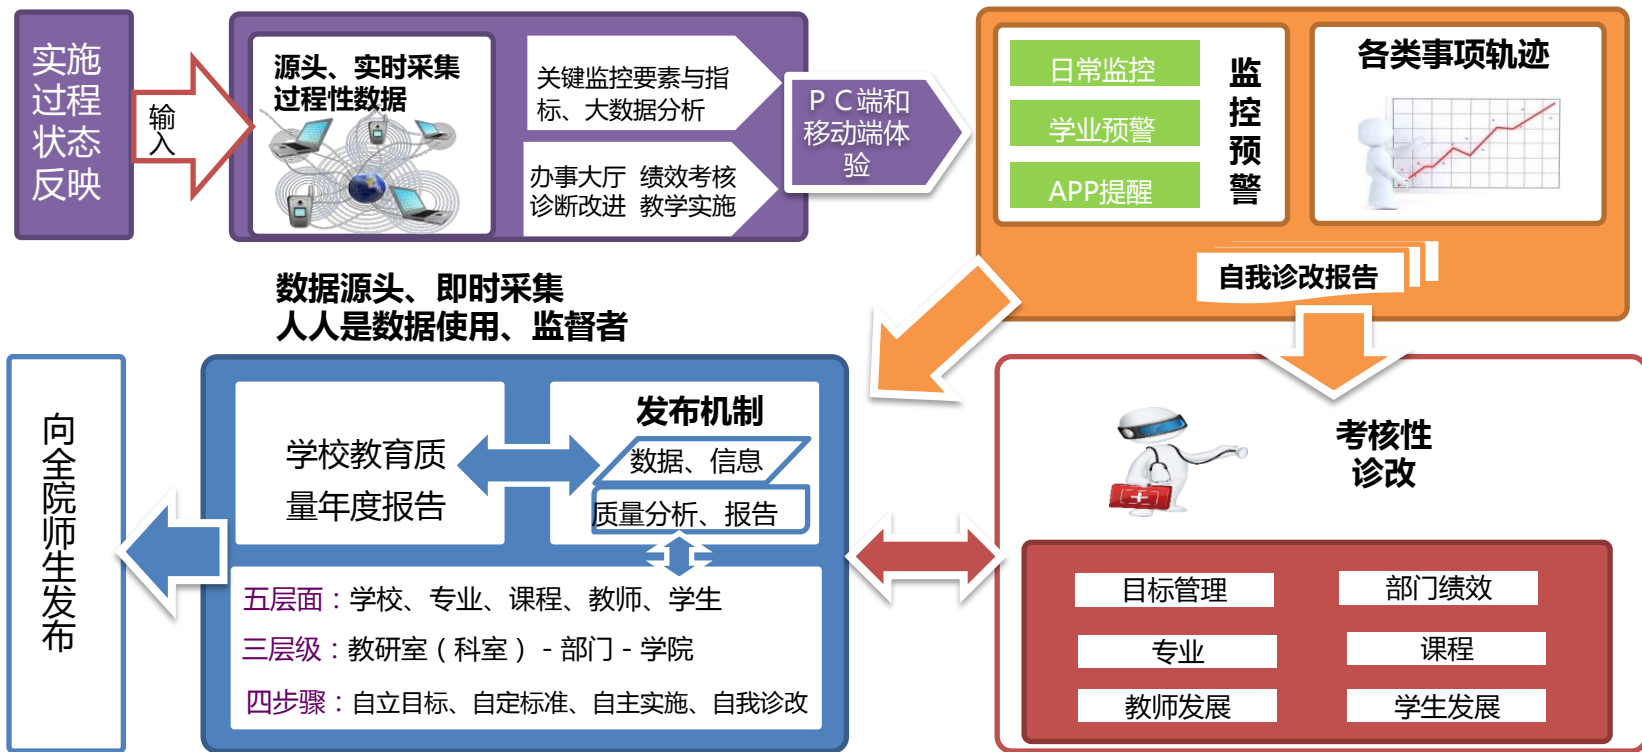 实施
过程
状态
反映
输
入
源头、实时采集
过程性数据
关键监控要素与指
标、大数据分析
办事大厅 绩效考核
诊断改进 教学实施
PC端和
移动端体
验
日常监控
学业预警
APP提醒
监
控
预
警
各类事项轨迹
自我诊改报告
数据源头、即时采集
人人是数据使用、监督者
向
全
院
师
生
发
布
学校教育质
量年度报告
发布机制
数据、信息
质量分析、报告
五层面：学校、专业、课程、教师、学生
三层级：教研室（科室）-部门-学院
四步骤：自立目标、自定标准、自主实施、自我诊改
考核性
诊改
目标管理
部门绩效
专业
课程
教师发展
学生发展